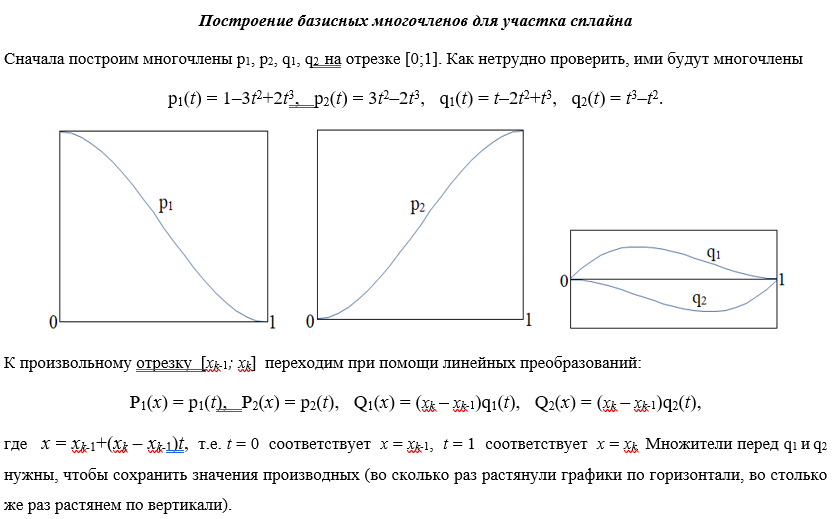 Построение базисных многочленов для участка сплайна
Сначала построим многочлены p₁, p₂, q₁, q₂ на отрезке [0;1]. Как нетрудно проверить, ими будут многочлены
p₁(t) = 1–3t²+2t³, p₂(t) = 3t²–2t³, q₁(t) = t–2t²+t³, q₂(t) = t³–t².
p₁
0
1
p₂
0
1
q₁
0
1
q₂
К произвольному отрезку [xₖ₋₁; xₖ] переходим при помощи линейных преобразований:
P₁(x) = p₁(t), P₂(x) = p₂(t), Q₁(x) = (xₖ – xₖ₋₁)q₁(t), Q₂(x) = (xₖ – xₖ₋₁)q₂(t),
где x = xₖ₋₁+(xₖ – xₖ₋₁)t, т.е. t = 0 соответствует x = xₖ₋₁, t = 1 соответствует x = xₖ Множители перед q₁ и q₂
нужны, чтобы сохранить значения производных (во сколько раз растянули графики по горизонтали, во столько
же раз растянем по вертикали).